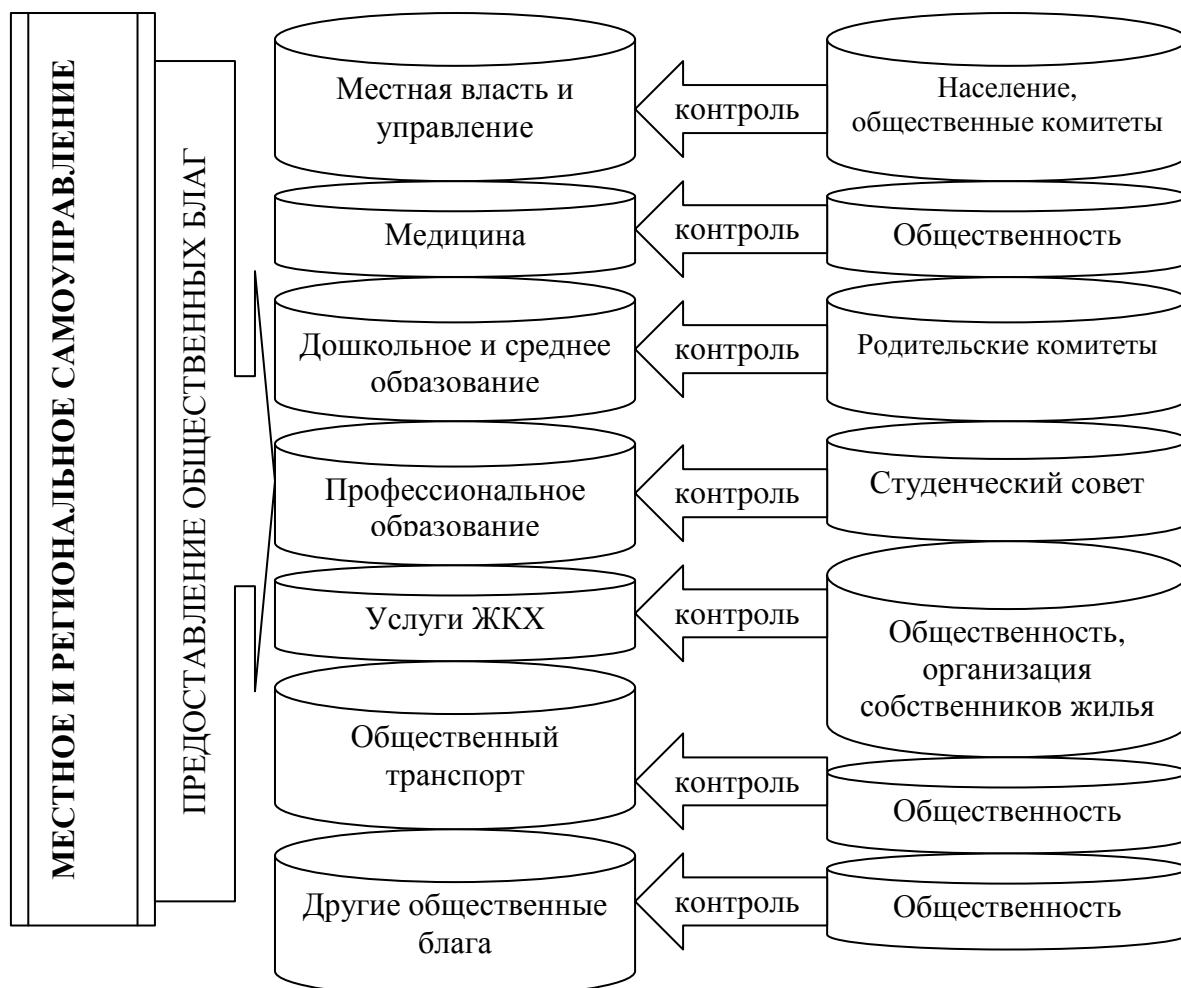 МЕСТНОЕ И РЕГИОНАЛЬНОЕ САМОУПРАВЛЕНИЕ
ПРЕДОСТАВЛЕНИЕ ОБЩЕСТВЕННЫХ БЛАГ
Местная власть и
управление
контроль
Население,
общественные комитеты
Медицина
контроль
Общественность
Дошкольное и среднее
образование
контроль
Родительские комитеты
Профессиональное
образование
контроль
Студенческий совет
Услуги ЖКХ
контроль
Общественность,
организация
собственников жилья
Общественный
транспорт
контроль
Общественность
Другие общественные
блага
контроль
Общественность